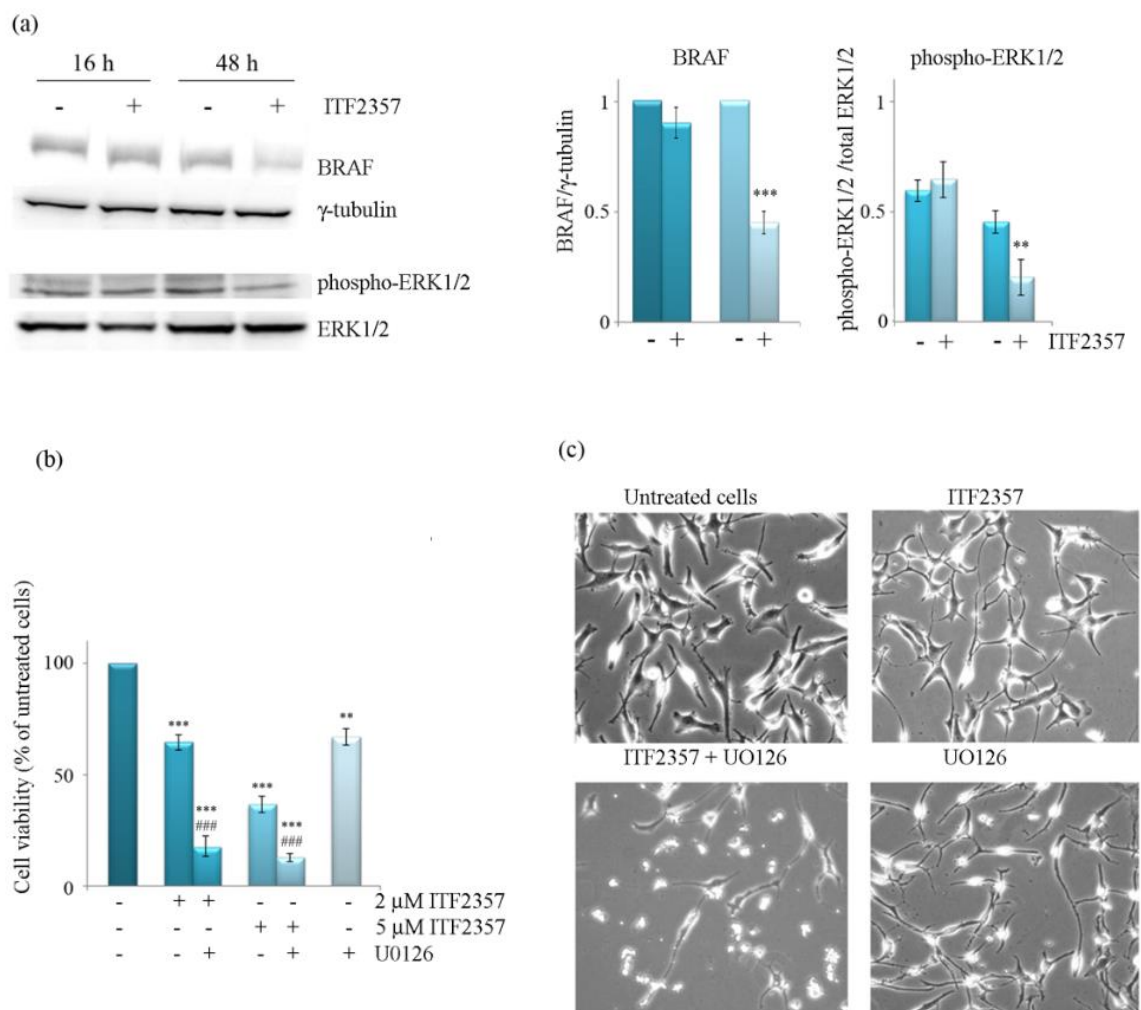 (a)
16 h 48 h
- + - + ITF2357
BRAF
γ-tubulin
phospho-ERK1/2
ERK1/2
BRAF
BRAF/γ-tubulin
1
0.5
0
***
- + - +
phospho-ERK1/2
phospho-ERK1/2 /total ERK1/2
1
0.5
0
**
- + - + ITF2357
(b)
Cell viability (% of untreated cells)
100
50
0
***
***
###
***
***
###
**
- + + - - - 2 µM ITF2357
- - - + + - 5 µM ITF2357
- - + - + + U0126
(c)
Untreated cells
ITF2357
ITF2357 + UO126
UO126